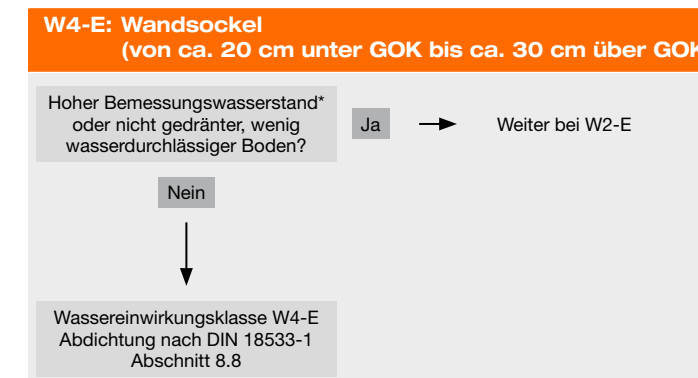 W4-E: Wandsockel
(von ca. 20 cm unter GOK bis ca. 30 cm über GOK
Hoher Bemessungswasserstand*
oder nicht gedränter, wenig
wasserdurchlässiger Boden?
Ja
Weiter bei W2-E
Nein
Wassereinwirkungsklasse W4-E
Abdichtung nach DIN 18533-1
Abschnitt 8.8